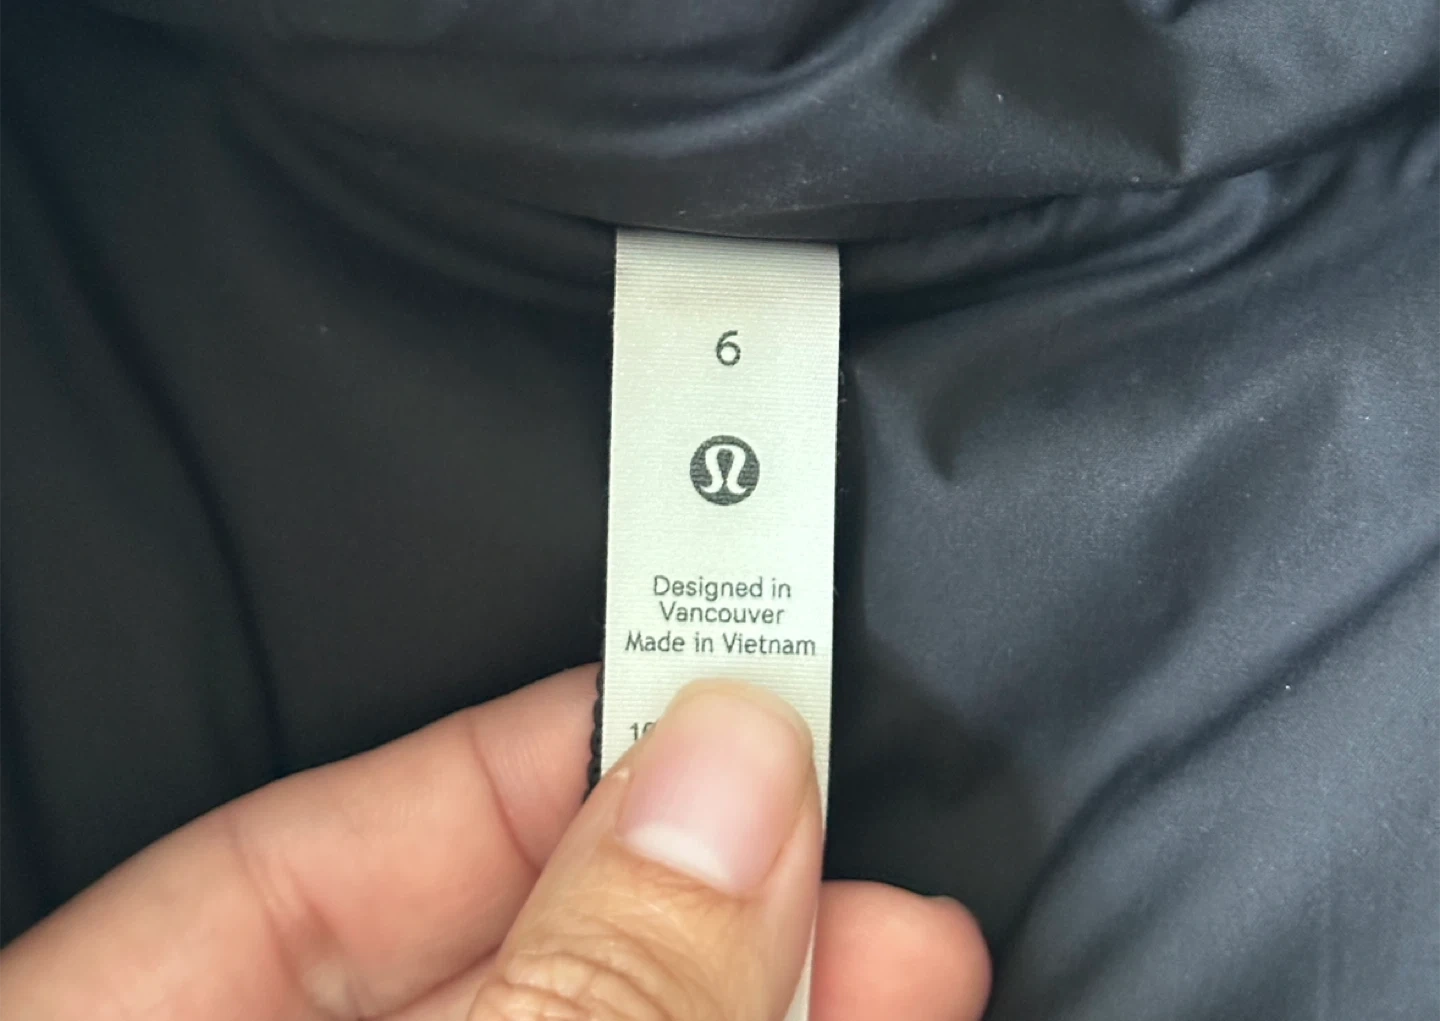 6
Designed in
Vancouver
Made in Vietnam